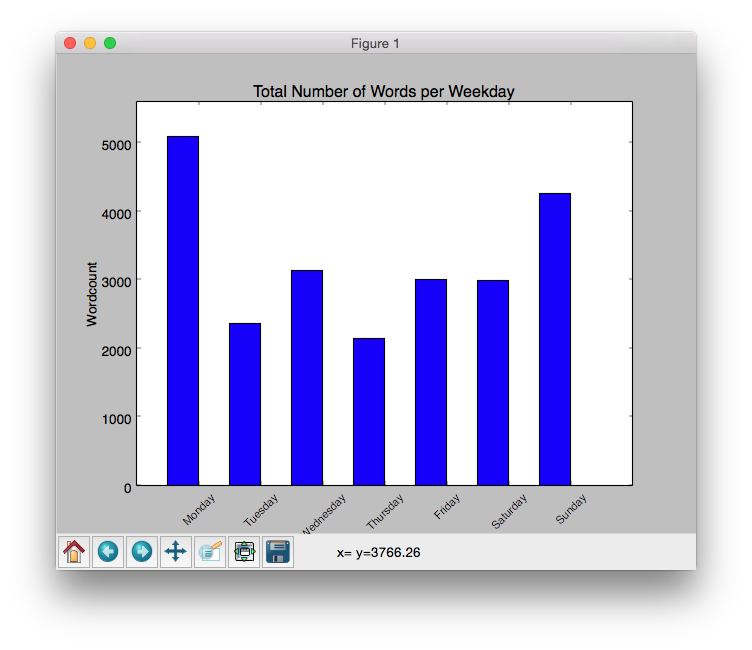 Figure 1
Total Number of Words per Weekday
5000
4000
3000
2000
1000
0
Wordcount
Monday
Tuesday
Wednesday
Thursday
Friday
Saturday
Sunday
x= y=3766.26